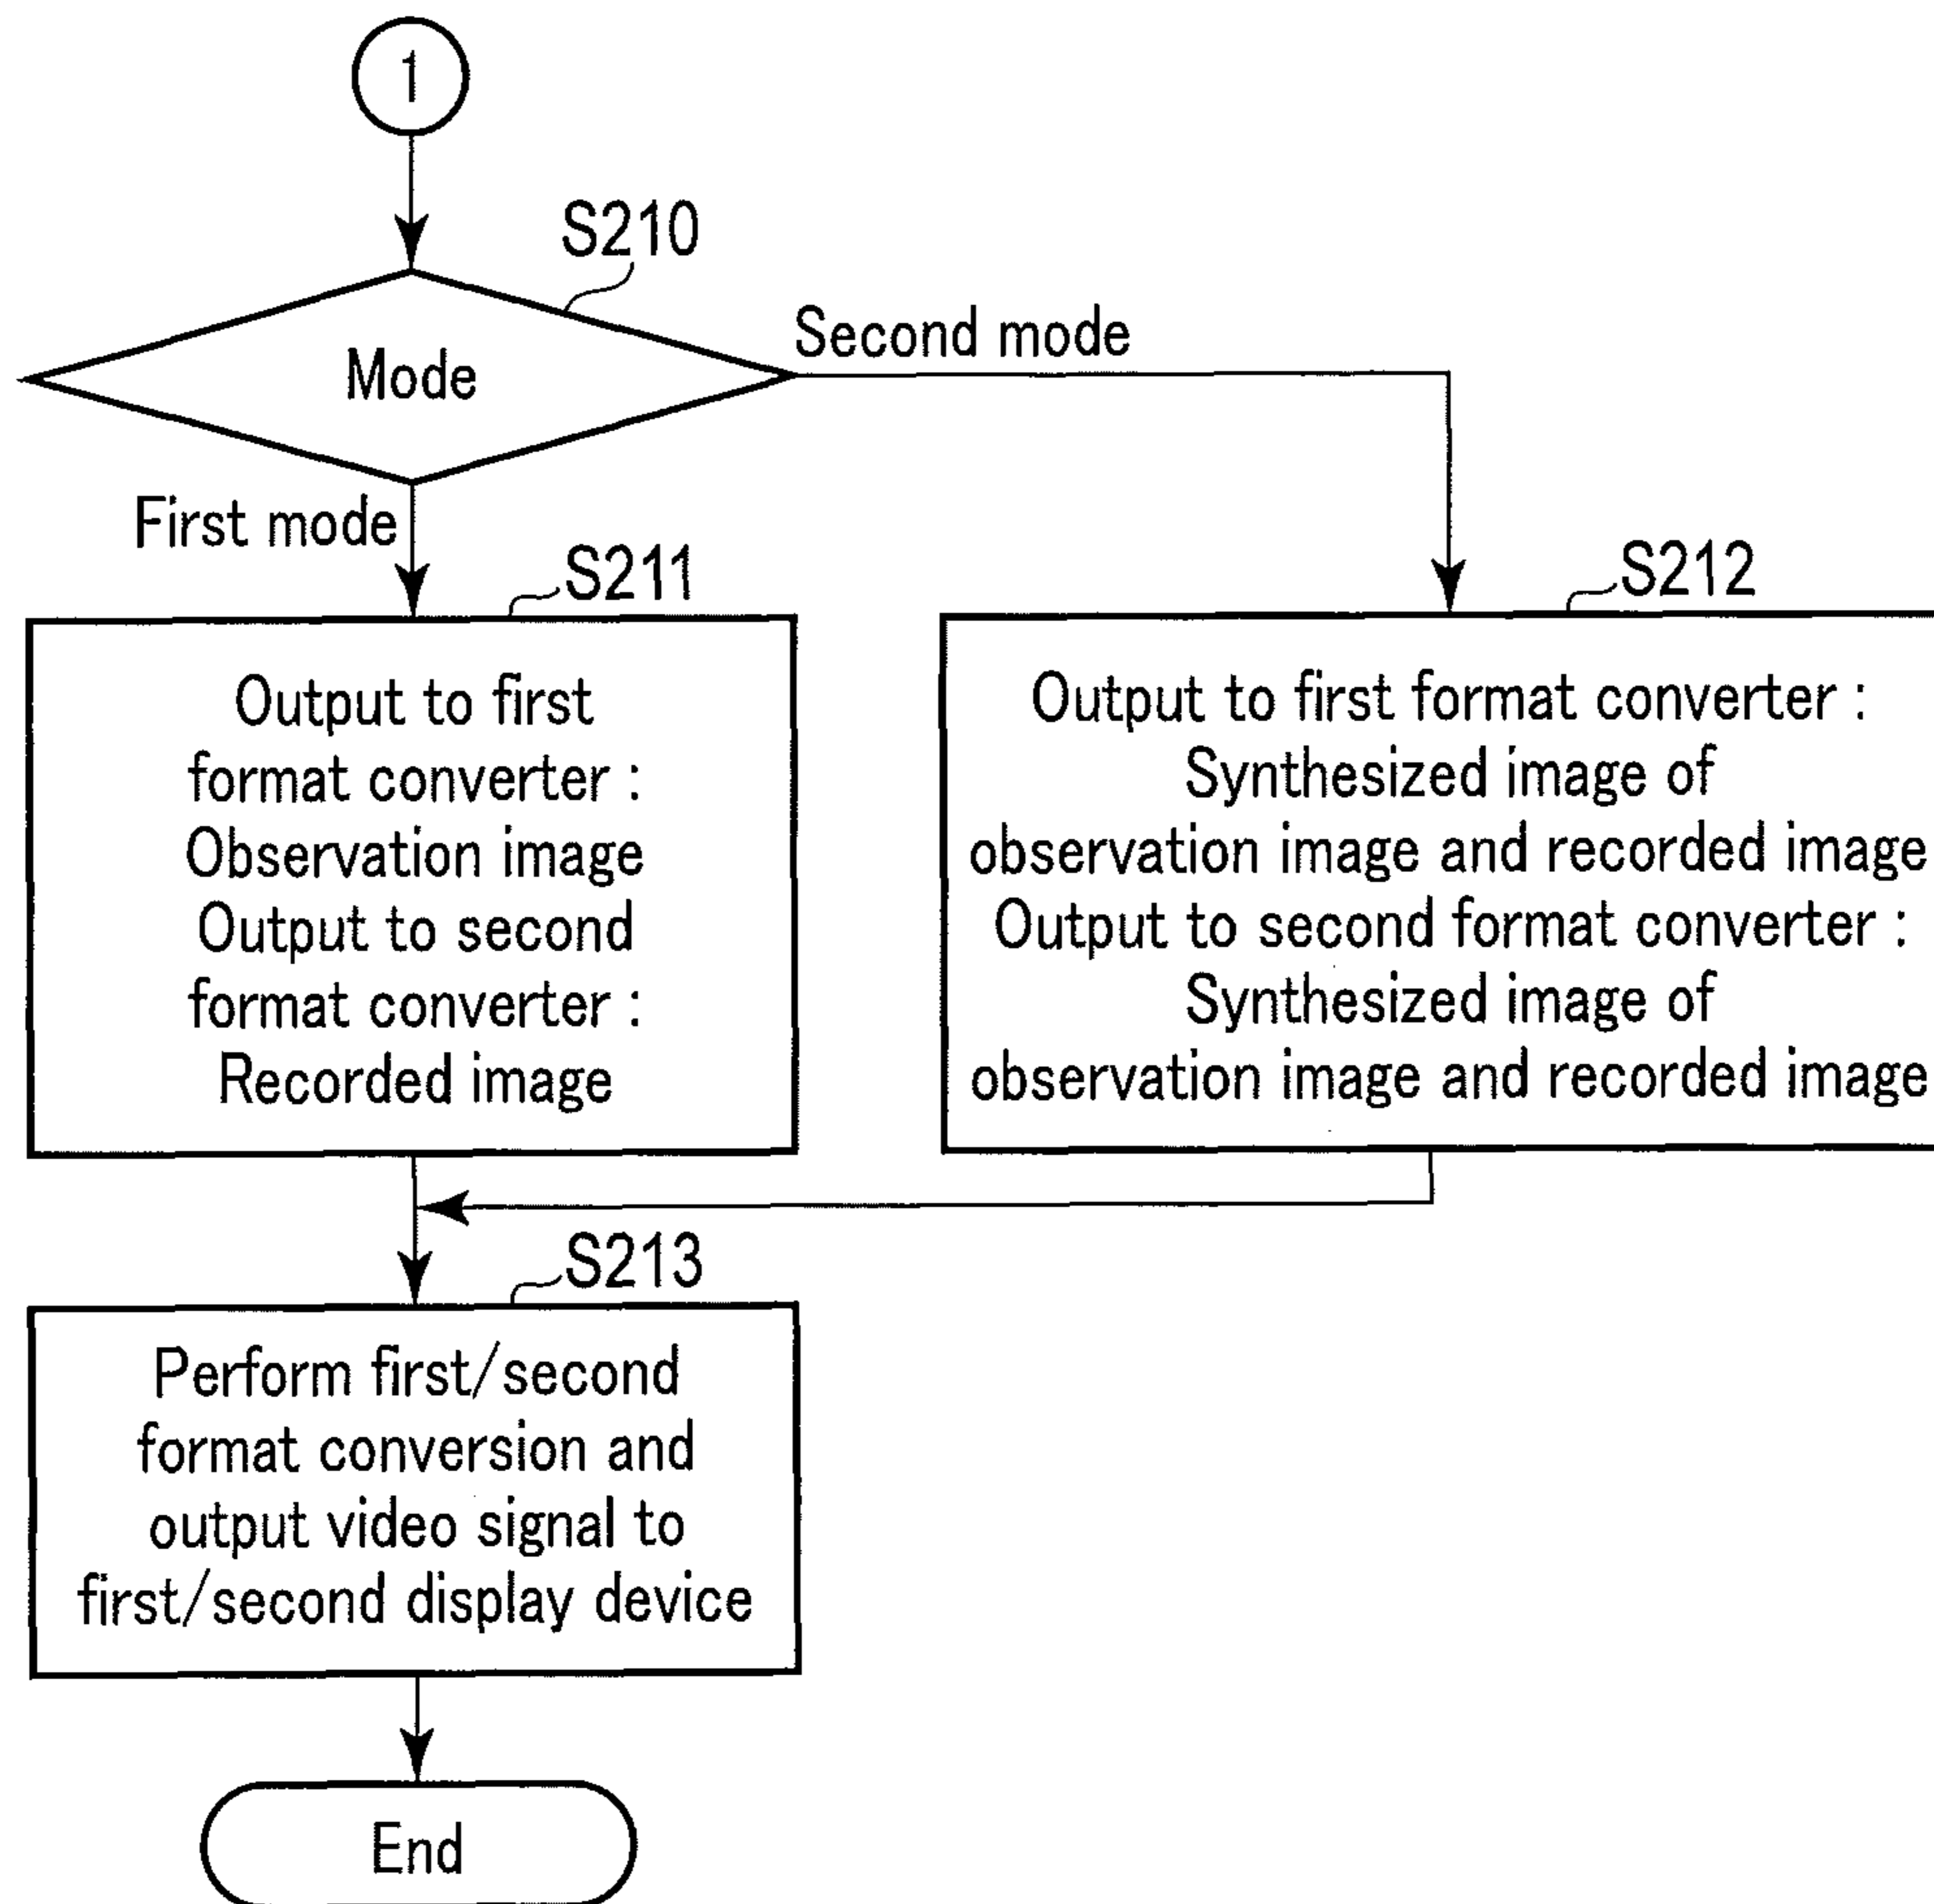 1
S210
Mode
Second mode
First mode
S211
Output to first
format converter :
Observation image
Output to second
format converter :
Recorded image
S212
Output to first format converter :
Synthesized image of
observation image and recorded image
Output to second format converter :
Synthesized image of
observation image and recorded image
S213
Perform first/second
format conversion and
output video signal to
first/second display device
End